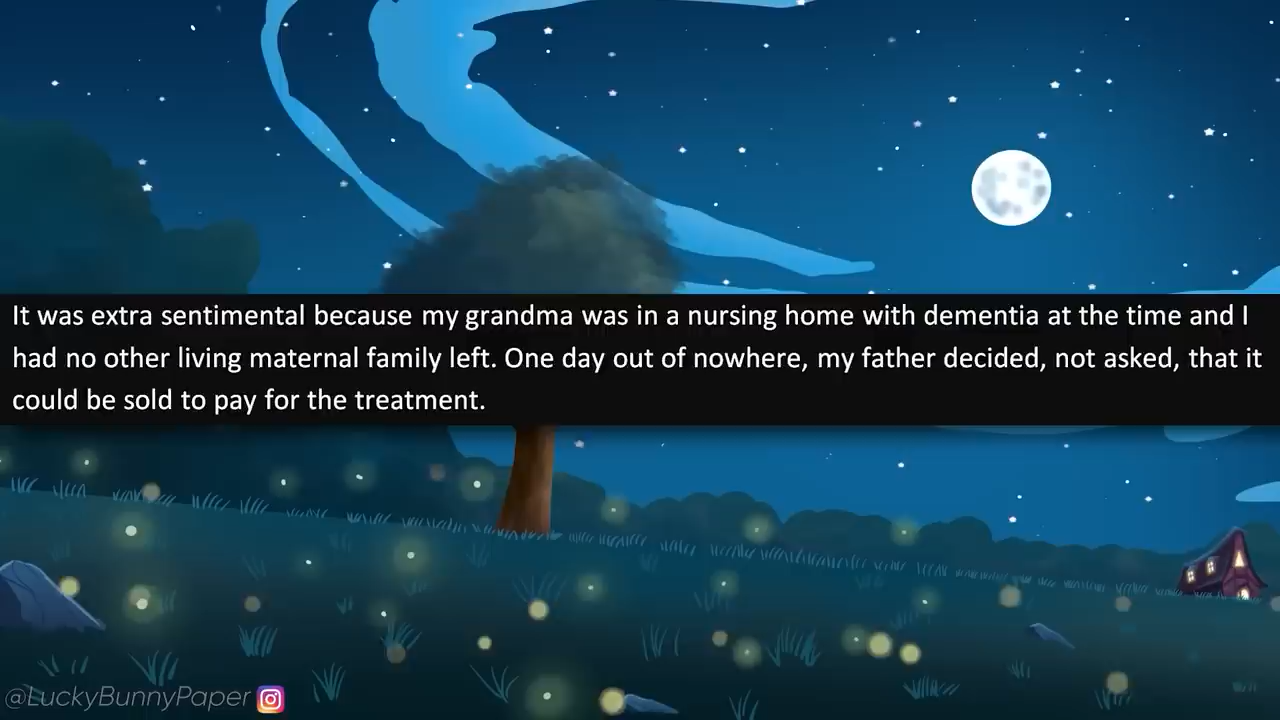 It was extra sentimental because my grandma was in a nursing home with dementia at the time and I
had no other living maternal family left. One day out of nowhere, my father decided, not asked, that it
could be sold to pay for the treatment.
@LuckyBunnyPaper